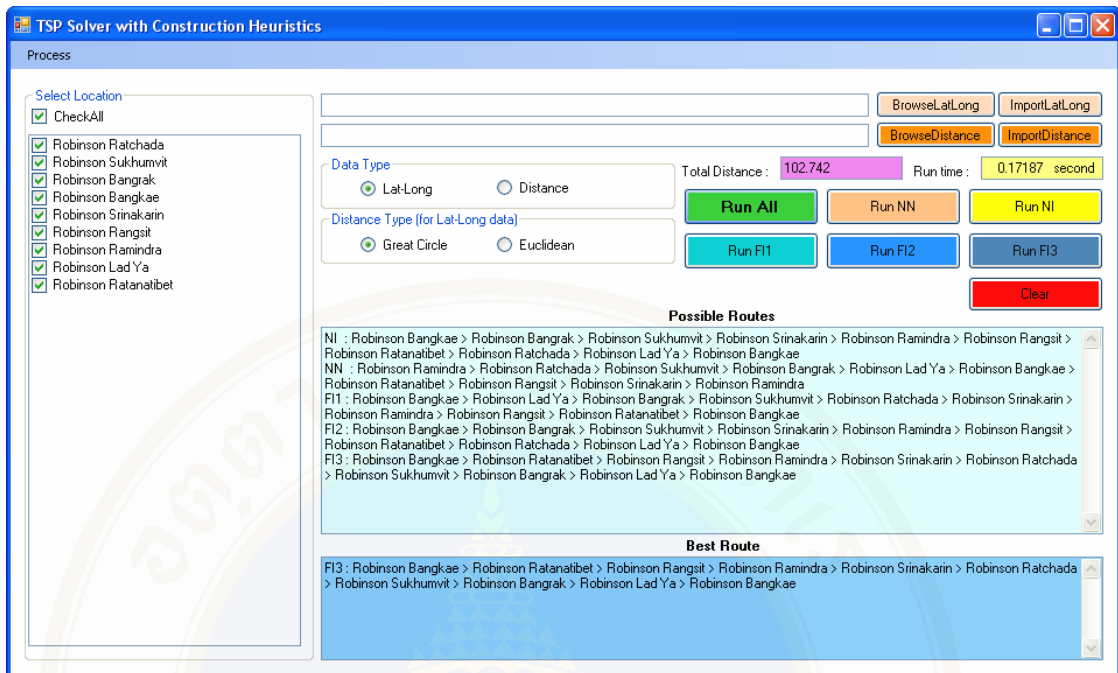 TSP Solver with Construction Heuristics
Process
Select Location
CheckAll
Robinson Ratchada
Robinson Sukhumvit
Robinson Bangrak
Robinson Bangkae
Robinson Srinakarin
Robinson Rangsit
Robinson Ramindra
Robinson Lad Ya
Robinson Ratanatibet
BrowseLatLong
ImportLatLong
BrowseDistance
ImportDistance
Data Type
Lat-Long
Distance
Total Distance :
102.742
Run time :
0.17187 second
Distance Type (for Lat-Long data)
Great Circle
Euclidean
Run All
Run NN
Run NI
Run FI1
Run FI2
Run FI3
Clear
Possible Routes
NI : Robinson Bangkae > Robinson Bangrak > Robinson Sukhumvit > Robinson Srinakarin > Robinson Ramindra > Robinson Rangsit >
Robinson Ratanatibet > Robinson Ratchada > Robinson Lad Ya > Robinson Bangkae
NN : Robinson Ramindra > Robinson Ratchada > Robinson Sukhumvit > Robinson Bangrak > Robinson Lad Ya > Robinson Bangkae >
Robinson Ratanatibet > Robinson Rangsit > Robinson Srinakarin > Robinson Ramindra
FI1 : Robinson Bangkae > Robinson Lad Ya > Robinson Bangrak > Robinson Sukhumvit > Robinson Ratchada > Robinson Srinakarin >
Robinson Ramindra > Robinson Rangsit > Robinson Ratanatibet > Robinson Bangkae
FI2 : Robinson Bangkae > Robinson Bangrak > Robinson Sukhumvit > Robinson Srinakarin > Robinson Ramindra > Robinson Rangsit >
Robinson Ratanatibet > Robinson Ratchada > Robinson Lad Ya > Robinson Bangkae
FI3 : Robinson Bangkae > Robinson Ratanatibet > Robinson Rangsit > Robinson Ramindra > Robinson Srinakarin > Robinson Ratchada
> Robinson Sukhumvit > Robinson Bangrak > Robinson Lad Ya > Robinson Bangkae
Best Route
FI3 : Robinson Bangkae > Robinson Ratanatibet > Robinson Rangsit > Robinson Ramindra > Robinson Srinakarin > Robinson Ratchada
> Robinson Sukhumvit > Robinson Bangrak > Robinson Lad Ya > Robinson Bangkae